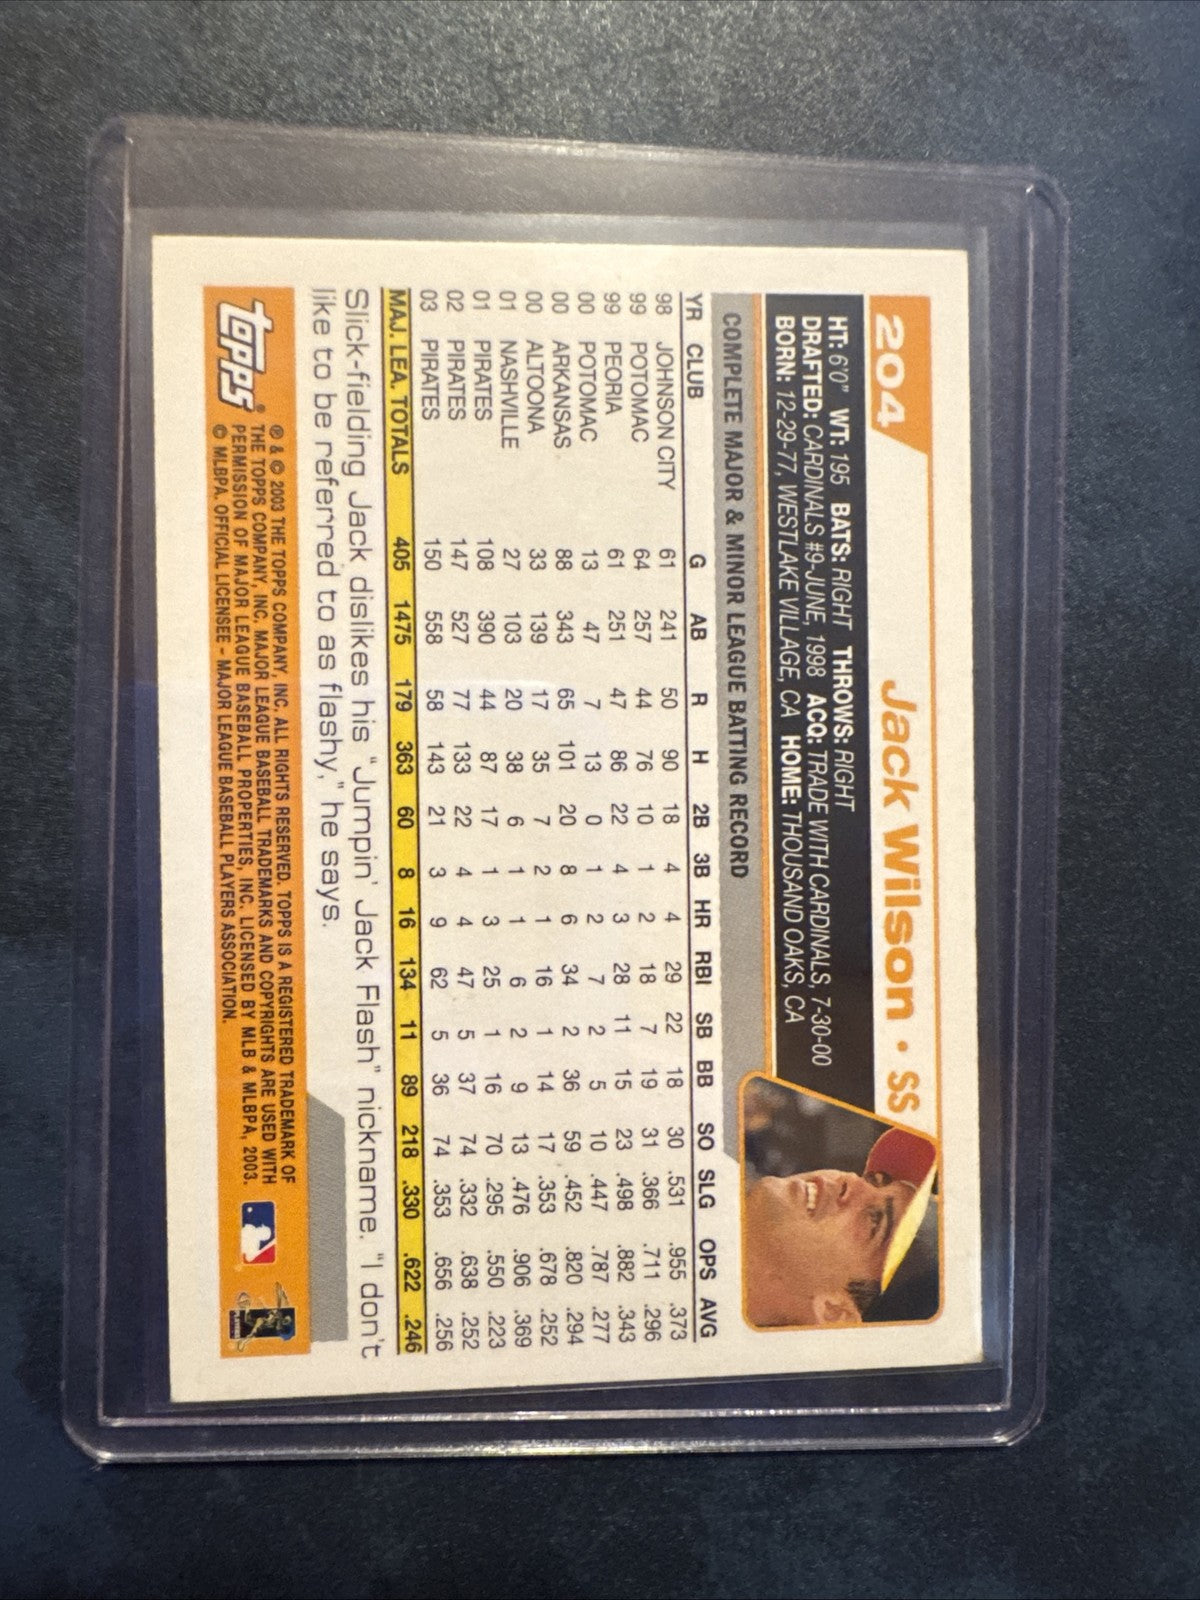 204
Jack Wilson • SS
HT: 6'0" WT: 195 BATS: RIGHT THROWS: RIGHT
DRAFTED: CARDINALS #9-JUNE, 1998 ACQ: TRADE WITH CARDINALS, 7-30-00
BORN: 12-29-77, WESTLAKE VILLAGE, CA HOME: THOUSAND OAKS, CA
COMPLETE MAJOR & MINOR LEAGUE BATTING RECORD
YR CLUB G AB R H 2B 3B HR RBI SB BB SO SLG OPS AVG
98 JOHNSON CITY 61 241 50 90 18 4 4 29 22 18 30 .531 .955 .373
99 POTOMAC 64 257 44 76 10 1 2 18 7 19 31 .366 .711 .296
99 PEORIA 61 251 47 86 22 4 3 28 11 15 23 .498 .882 .343
00 POTOMAC 13 47 7 13 0 1 2 7 2 5 10 .447 .787 .277
00 ARKANSAS 88 343 65 101 20 8 6 34 2 36 59 .452 .820 .294
00 ALTOONA 33 139 17 35 7 2 1 16 1 14 17 .353 .678 .252
01 NASHVILLE 27 103 20 38 6 1 1 6 2 9 13 .476 .906 .369
01 PIRATES 108 390 44 87 17 1 3 25 1 16 70 .295 .550 .223
02 PIRATES 147 527 77 133 22 4 4 47 5 37 74 .332 .638 .252
03 PIRATES 150 558 58 143 21 3 9 62 5 36 74 .353 .656 .256
MAJ. LEA. TOTALS 405 1475 179 363 60 8 16 134 11 89 218 .330 .622 .246
Slick-fielding Jack dislikes his "Jumpin' Jack Flash" nickname. "I don't
like to be referred to as flashy," he says.
topps®
® & © 2003 THE TOPPS COMPANY, INC. ALL RIGHTS RESERVED. TOPPS IS A REGISTERED TRADEMARK OF
THE TOPPS COMPANY, INC. MAJOR LEAGUE BASEBALL TRADEMARKS AND COPYRIGHTS ARE USED WITH
PERMISSION OF MAJOR LEAGUE BASEBALL PROPERTIES, INC. LICENSED BY MLB & MLBPA, 2003.
© MLBPA. OFFICIAL LICENSEE - MAJOR LEAGUE BASEBALL PLAYERS ASSOCIATION.